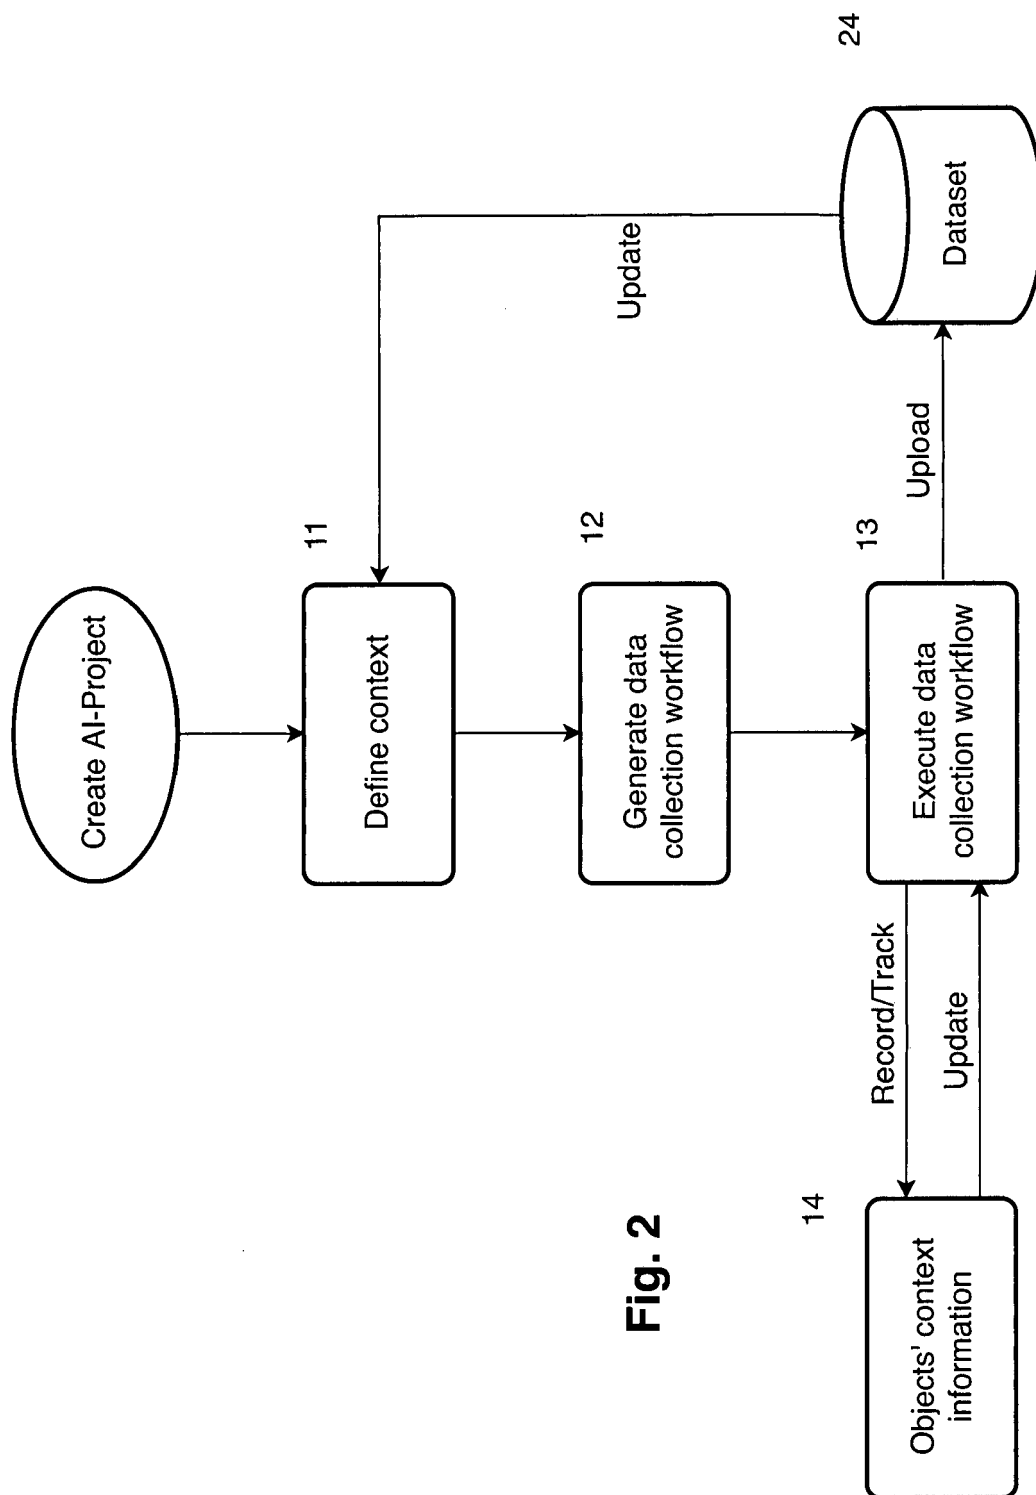 Create AI-Project
11
Define context
Update
12
Generate data
collection workflow
13
Execute data
collection workflow
Upload
24
Dataset
Record/Track
Update
14
Objects' context
information
Fig. 2